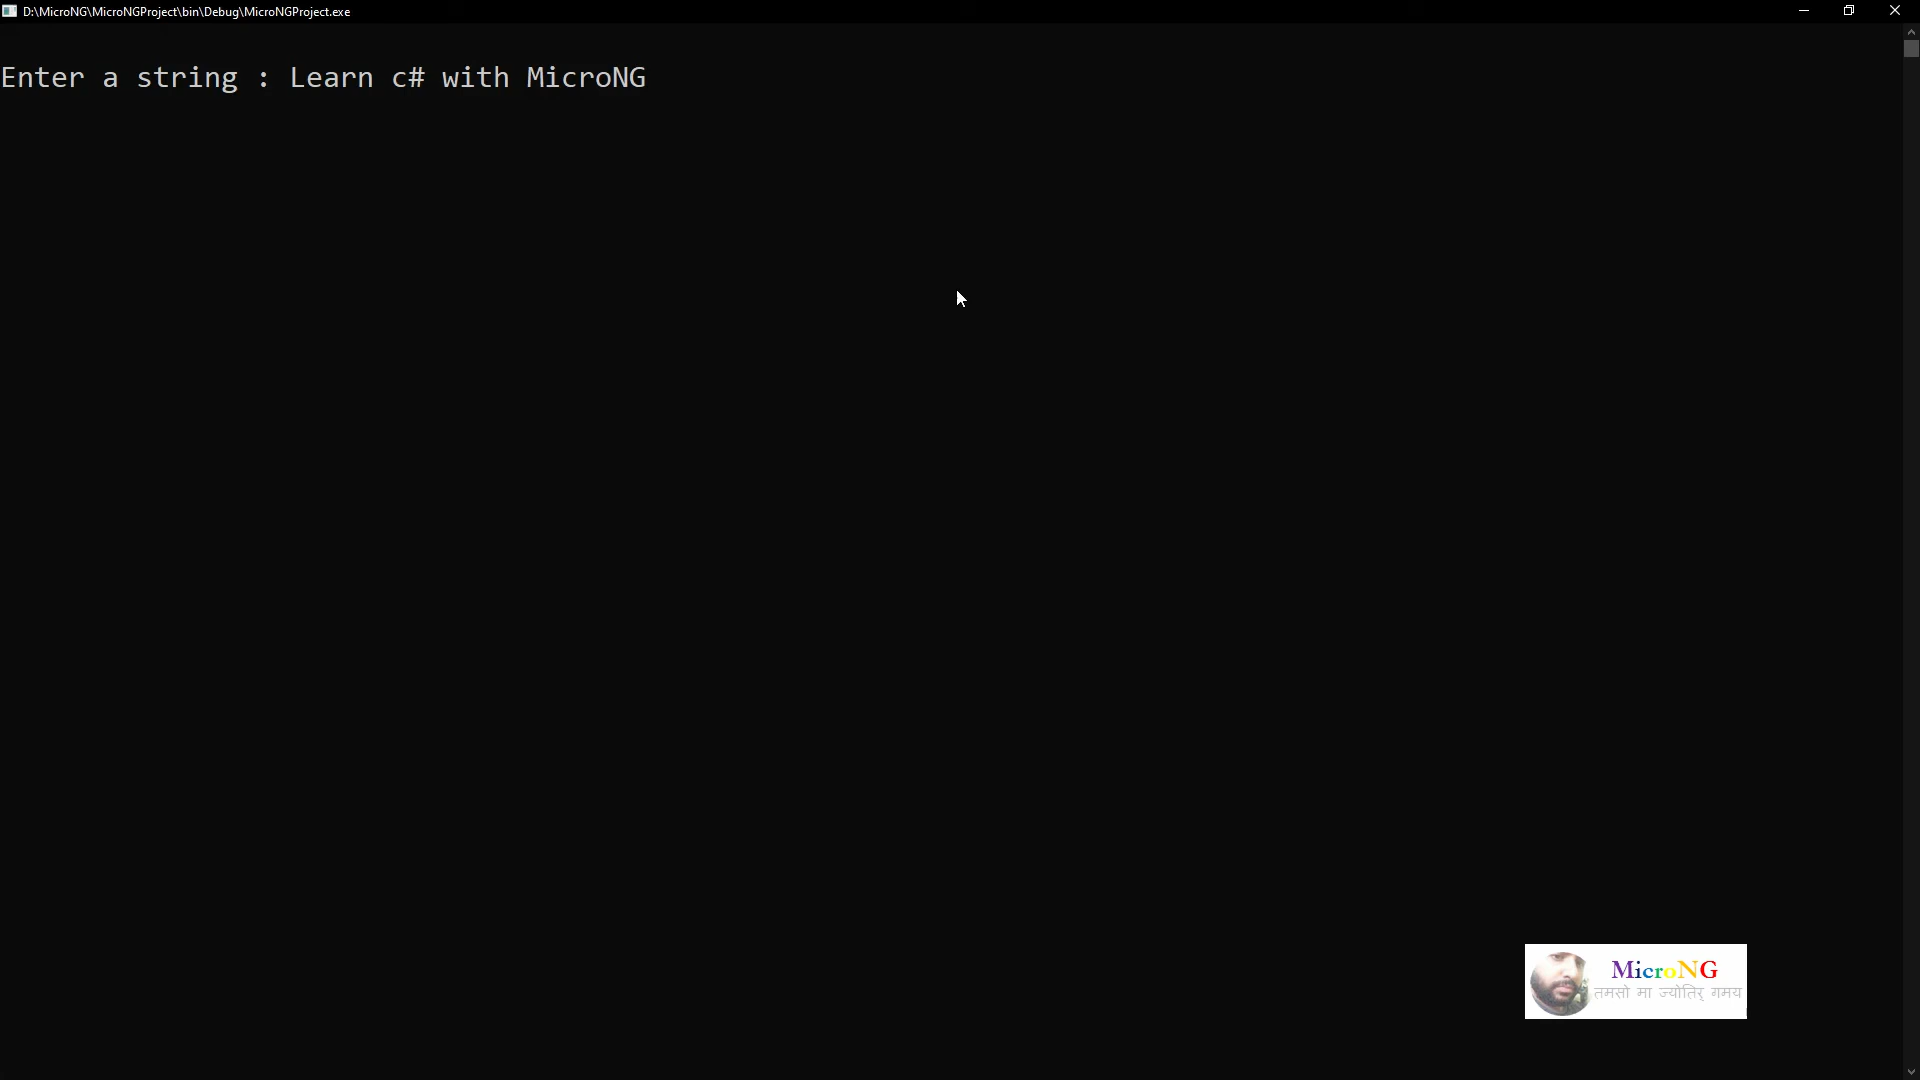 D:\MicroNG\MicroNGProject\bin\Debug\MicroNGProject.exe
Enter a string : Learn c# with MicroNG
MicroNG
तमसो मा ज्योतिर् गमय